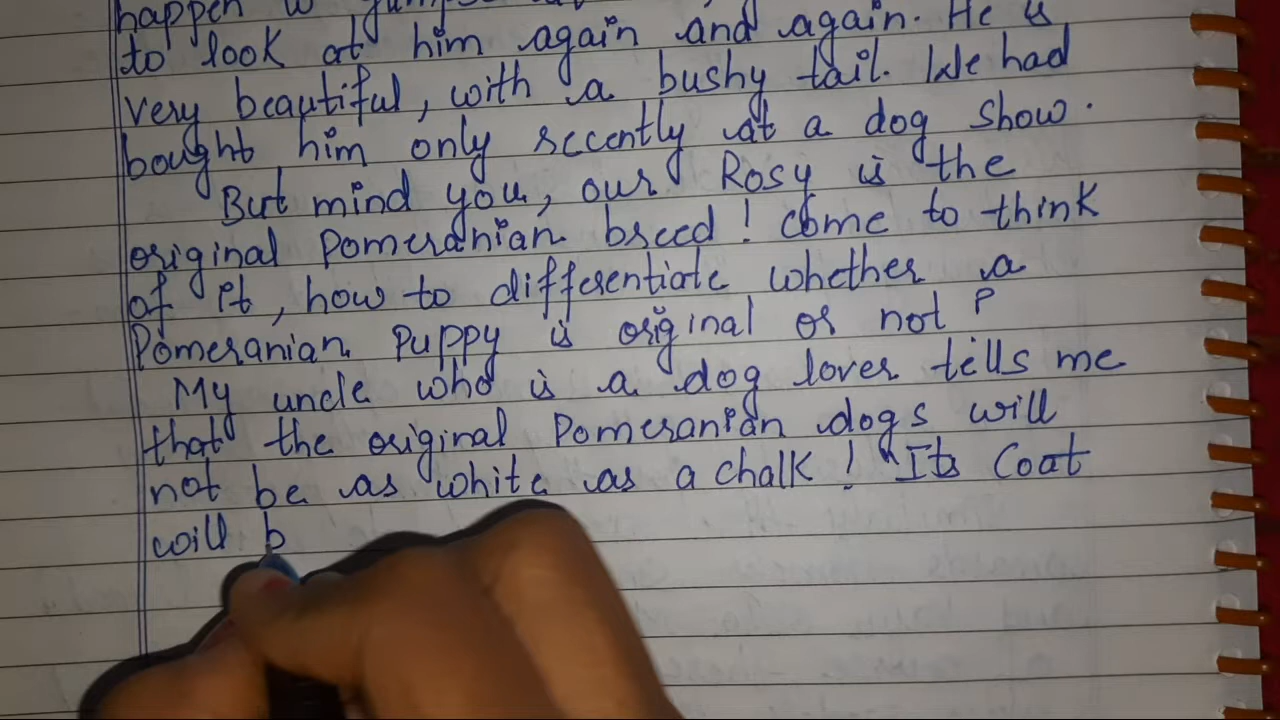 happen to
to look at him again and again. He is
very beautiful, with a bushy tail. We had
bought him only recently at a dog show.
But mind you, our Rosy is the
original Pomeranian breed! Come to think
of it, how to differentiate whether a
Pomeranian Puppy is original or not ?
My uncle who is a dog lover tells me
that the original Pomeranian dogs will
not be as white as a chalk! "Its Coat
will b